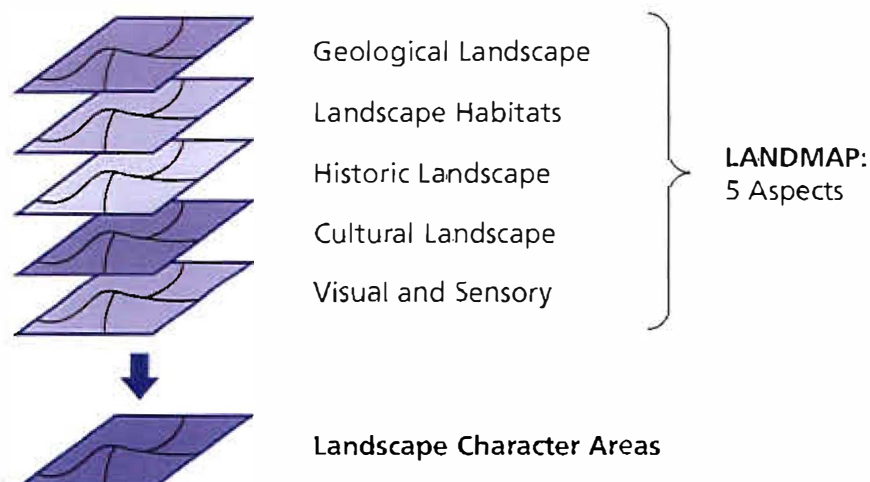 Geological Landscape
Landscape Habitats
Historic Landscape
Cultural Landscape
Visual and Sensory
LANDMAP:
5 Aspects
Landscape Character Areas